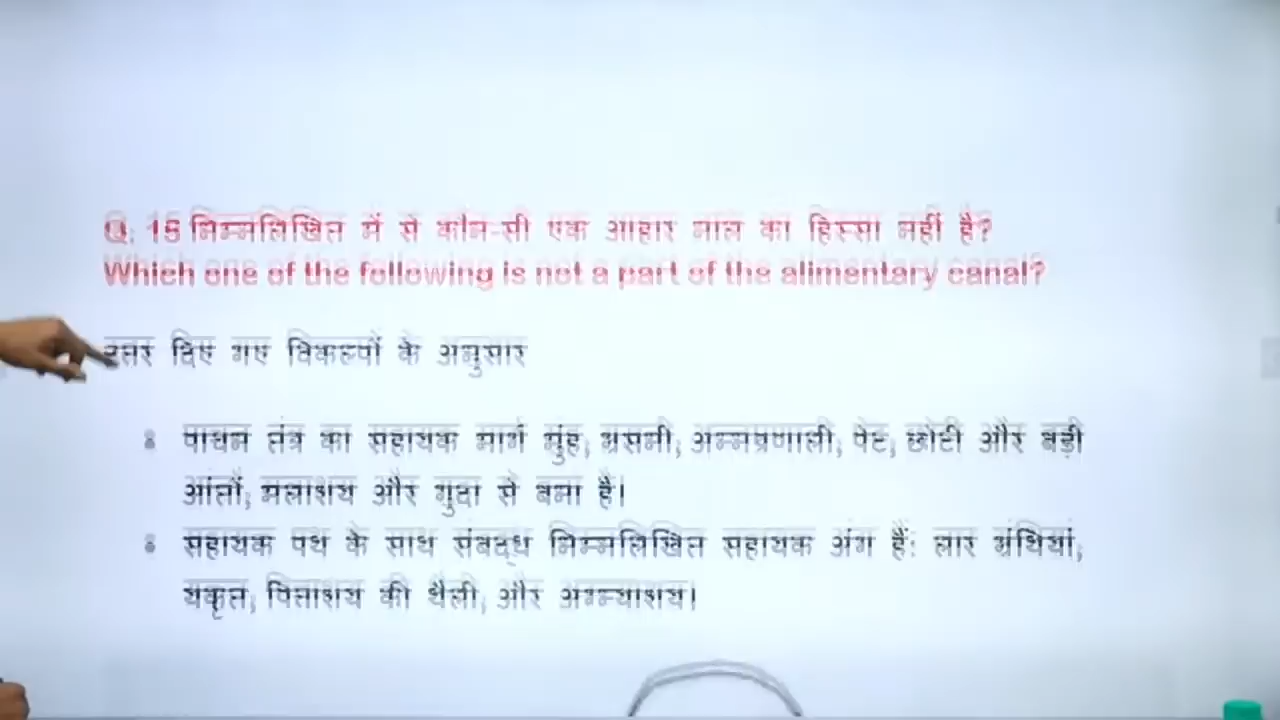 Q. 15 निम्नलिखित में से कौन-सी एक आहार नाल का हिस्सा नहीं है?
Which one of the following is not a part of the alimentary canal?
उत्तर दिए गए विकल्पों के अनुसार
पाचन तंत्र का सहायक मार्ग मुंह, ग्रसनी, अन्नप्रणाली, पेट, छोटी और बड़ी
आंतों, मलाशय और गुदा से बना है।
सहायक पथ के साथ संबद्ध निम्नलिखित सहायक अंग हैं: लार ग्रंथियां,
यकृत, पित्ताशय की थैली, और अग्न्याशय।